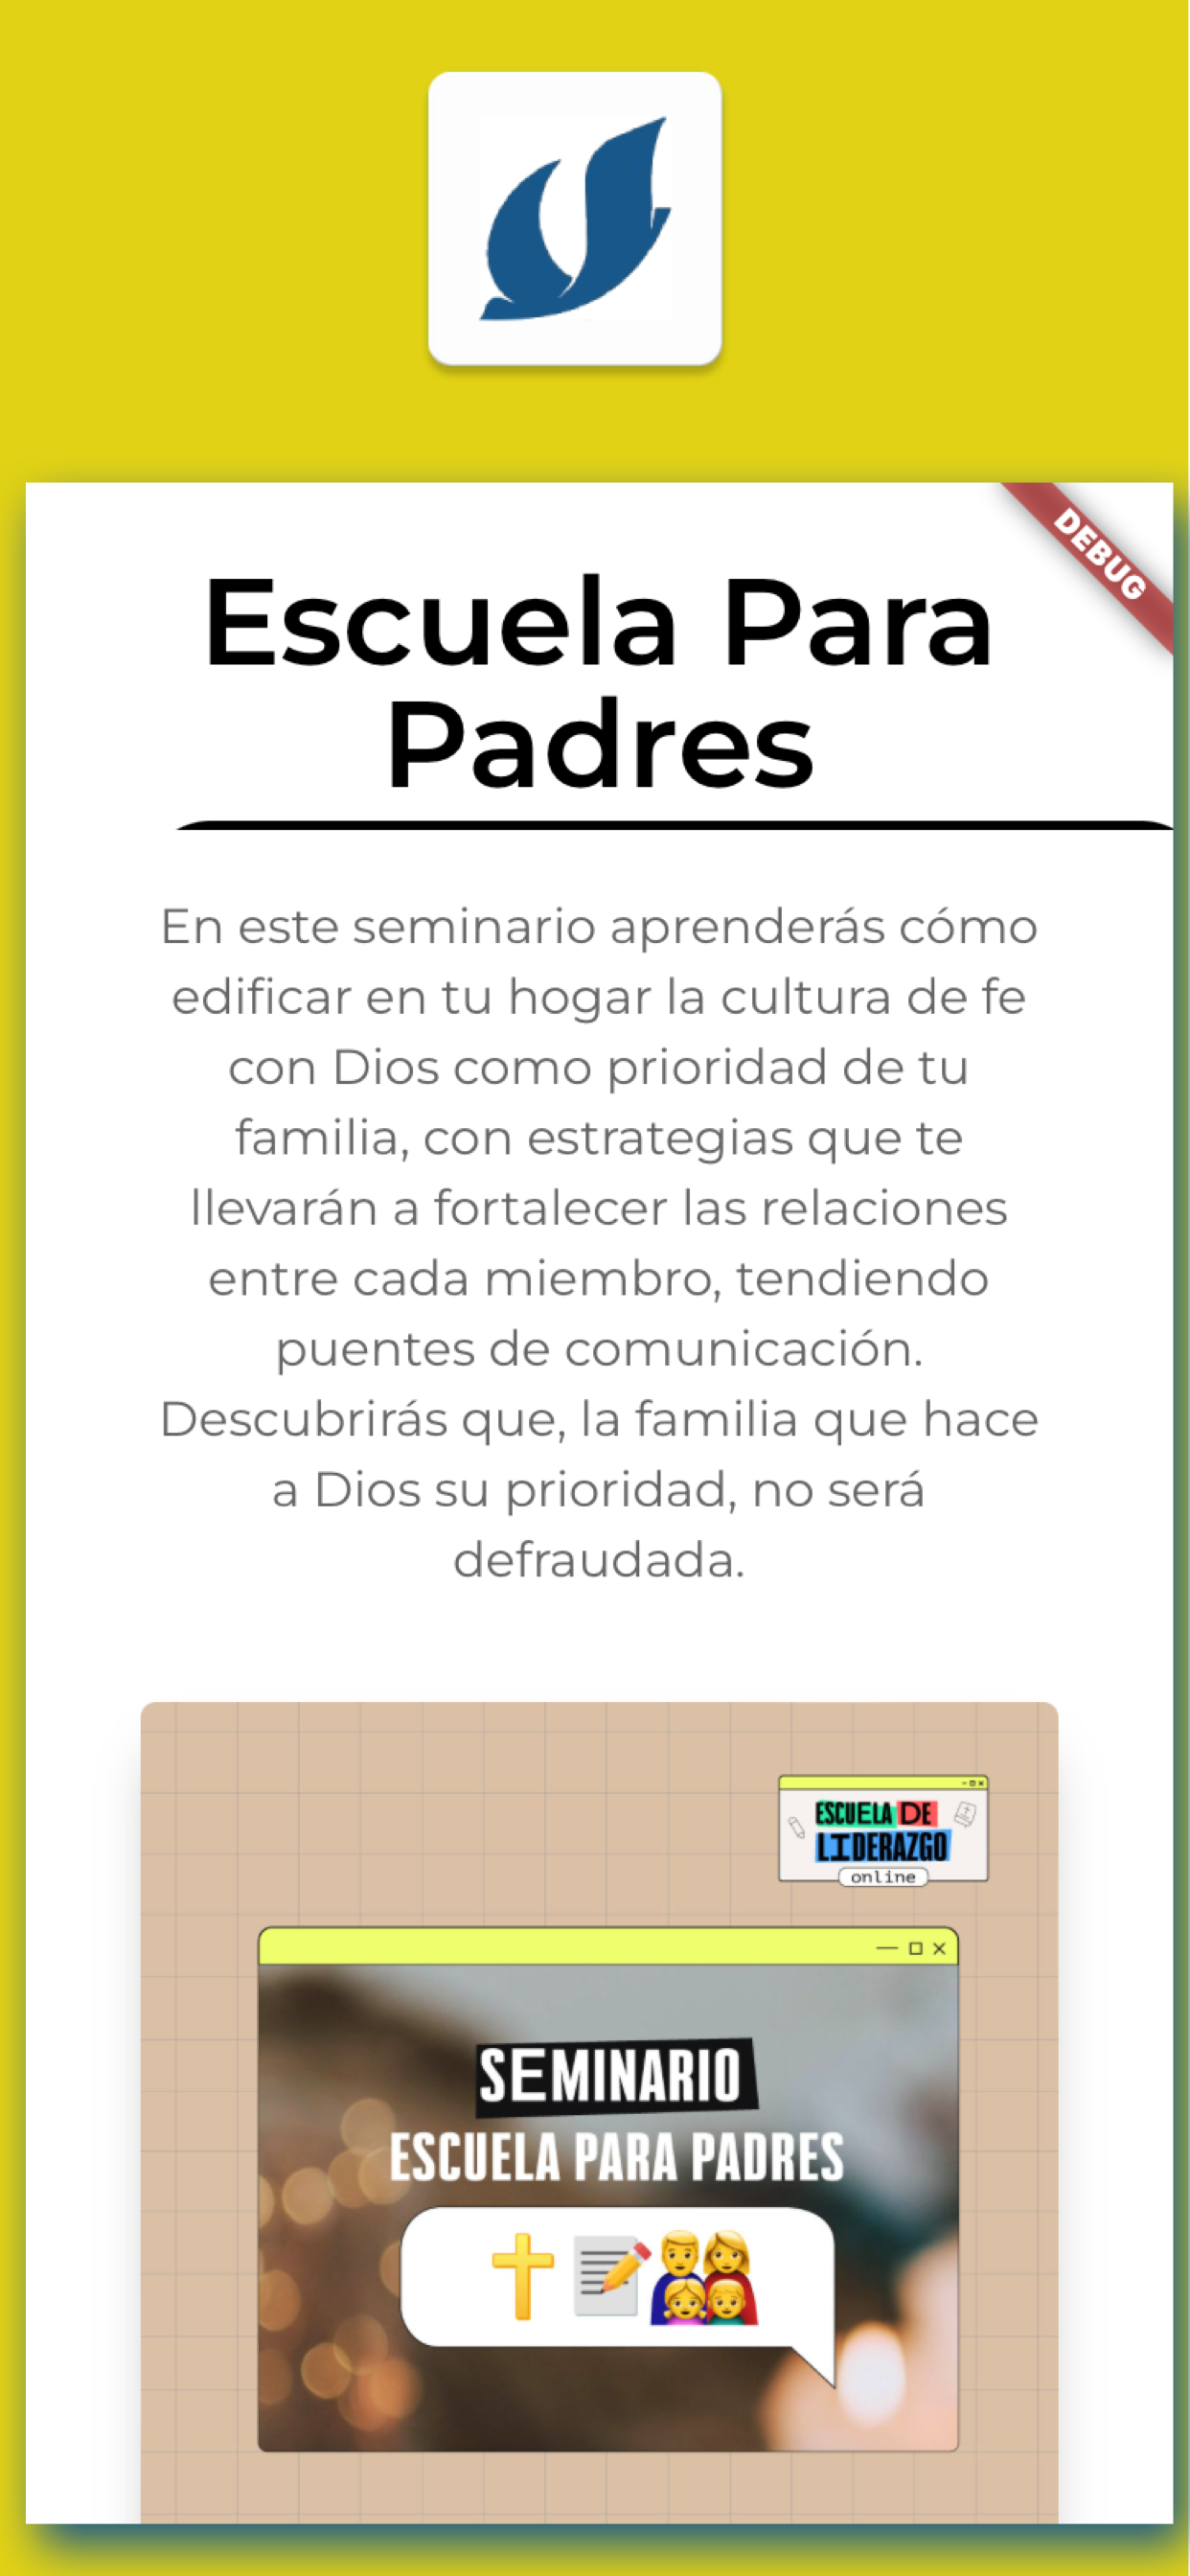 DEBUG
Escuela Para
Padres
En este seminario aprenderás cómo
edificar en tu hogar la cultura de fe
con Dios como prioridad de tu
familia, con estrategias que te
llevarán a fortalecer las relaciones
entre cada miembro, tendiendo
puentes de comunicación.
Descubrirás que, la familia que hace
a Dios su prioridad, no será
defraudada.
ESCUELA DE
LIDERAZGO
online
SEMINARIO
ESCUELA PARA PADRES